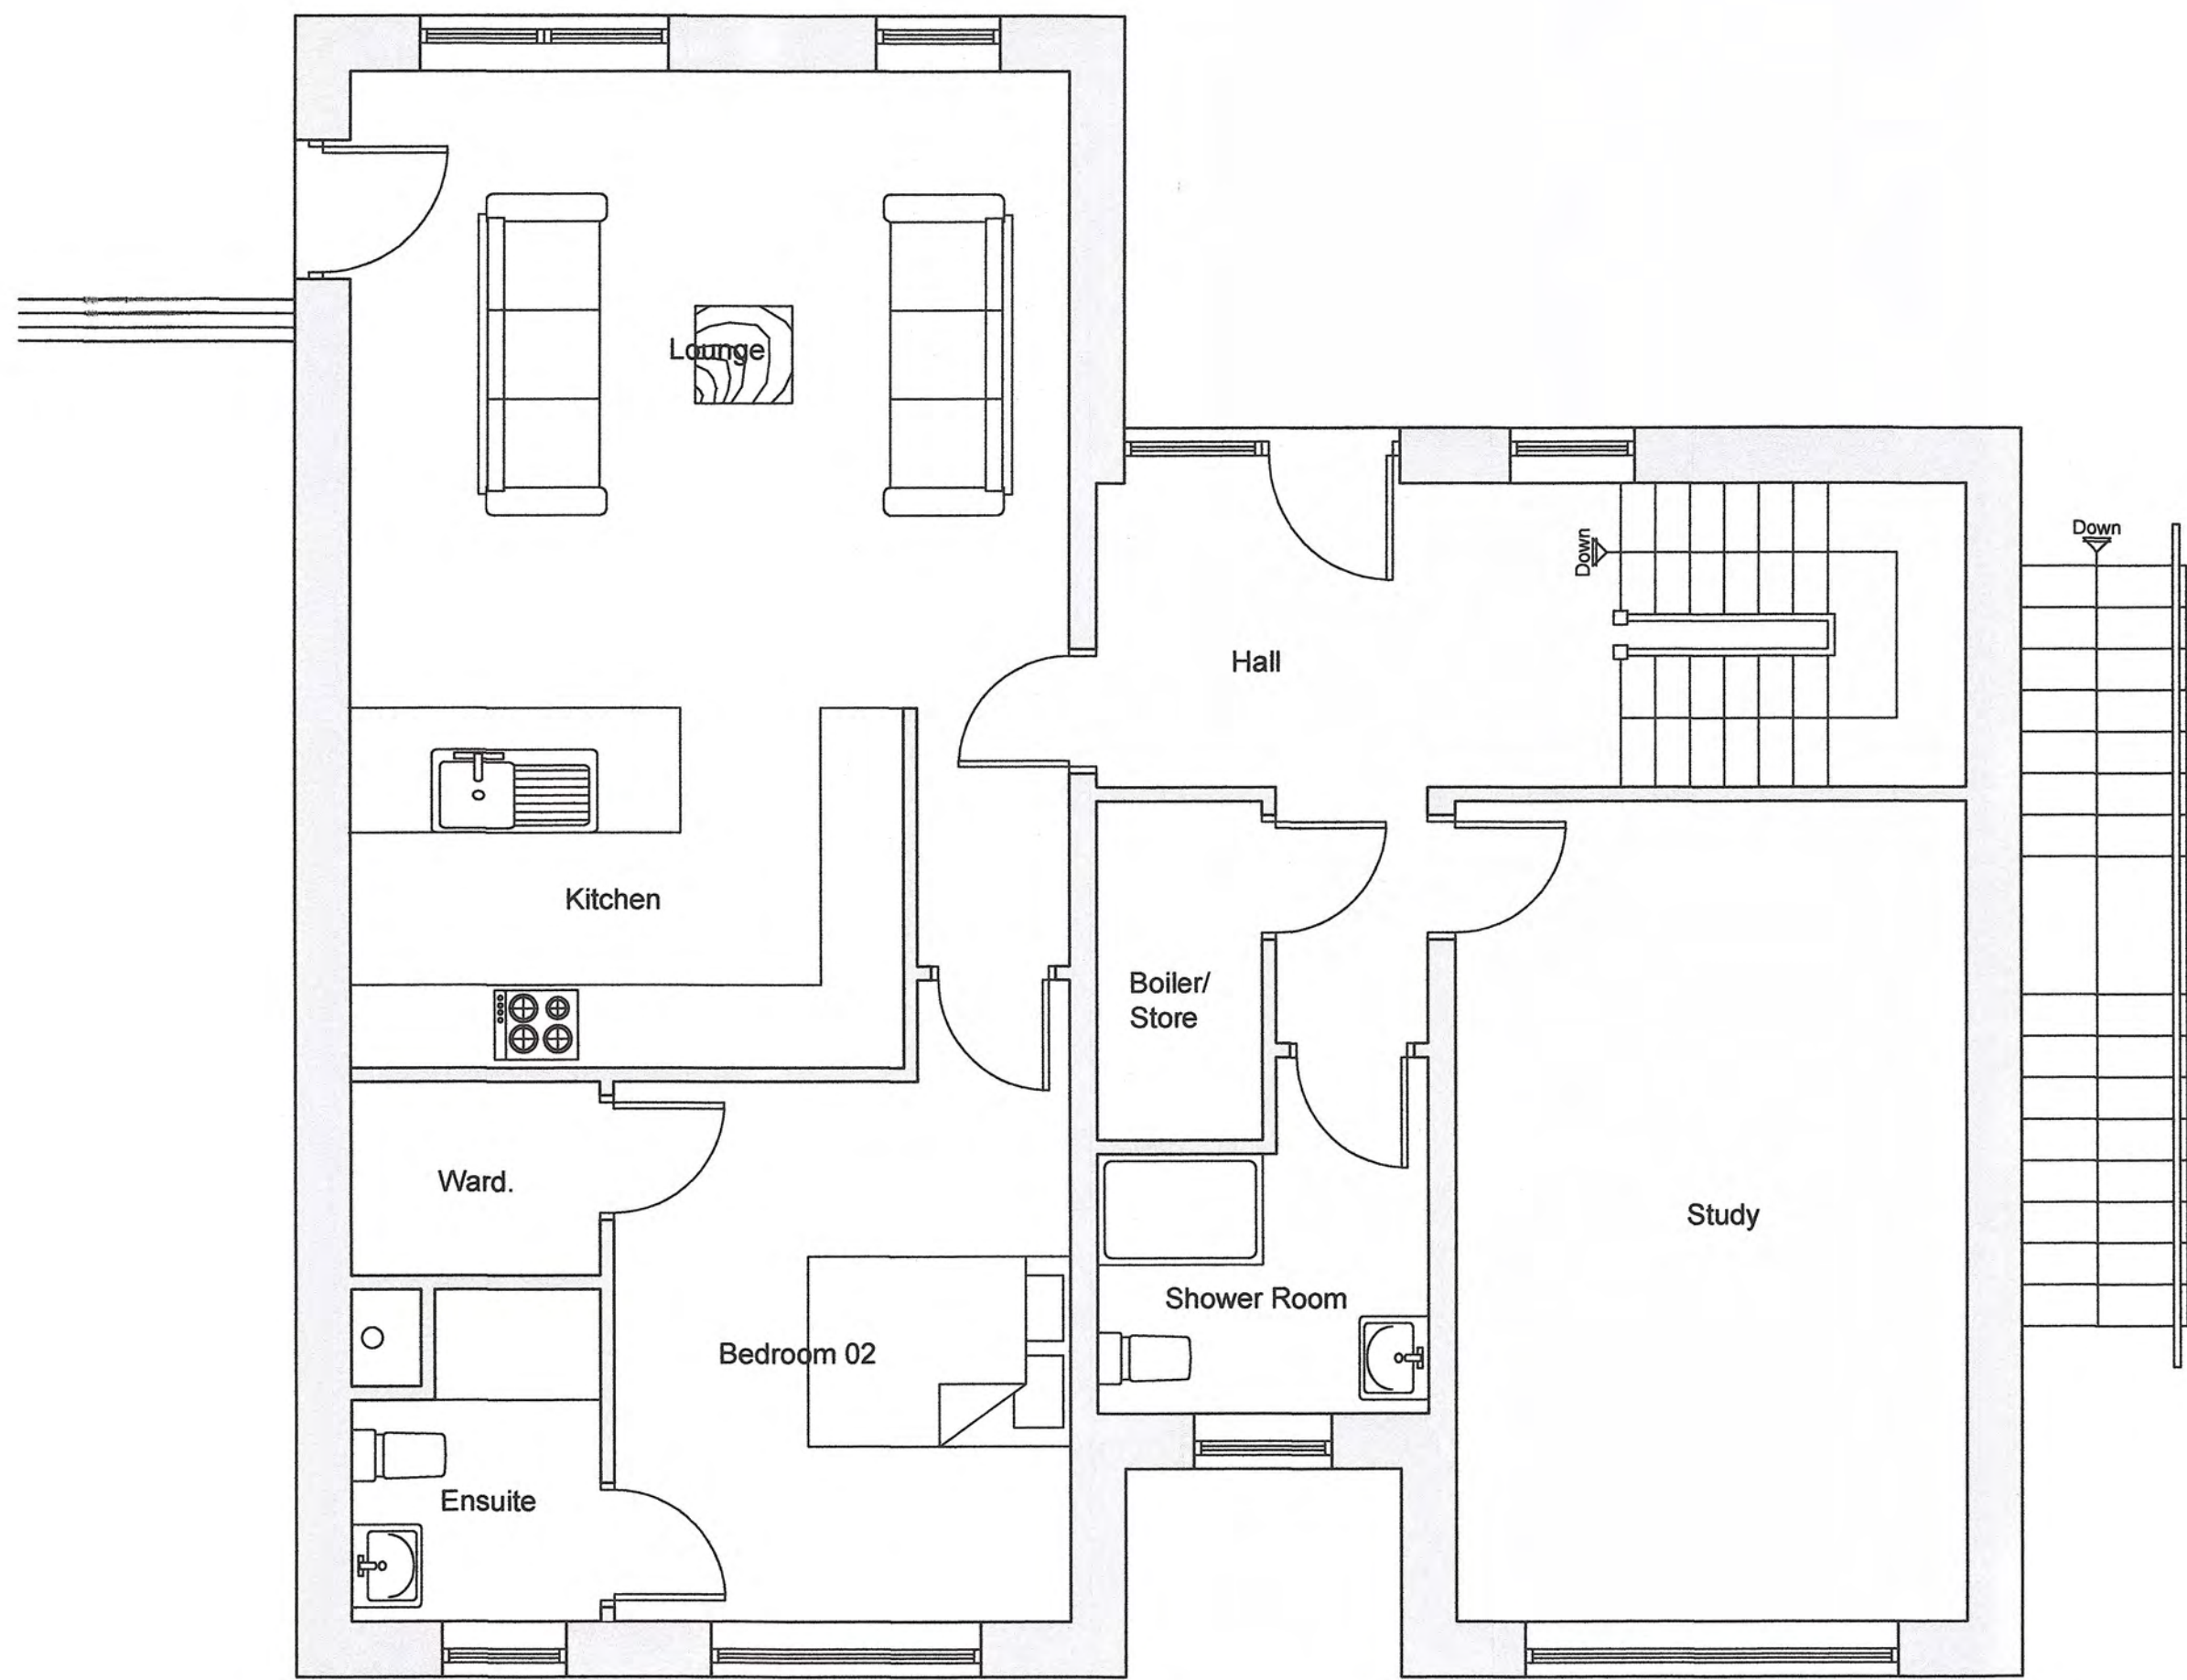 Lounge
Down
Down
Hall
Kitchen
Boiler/
Store
Ward.
Study
Shower Room
Bedroom 02
Ensuite